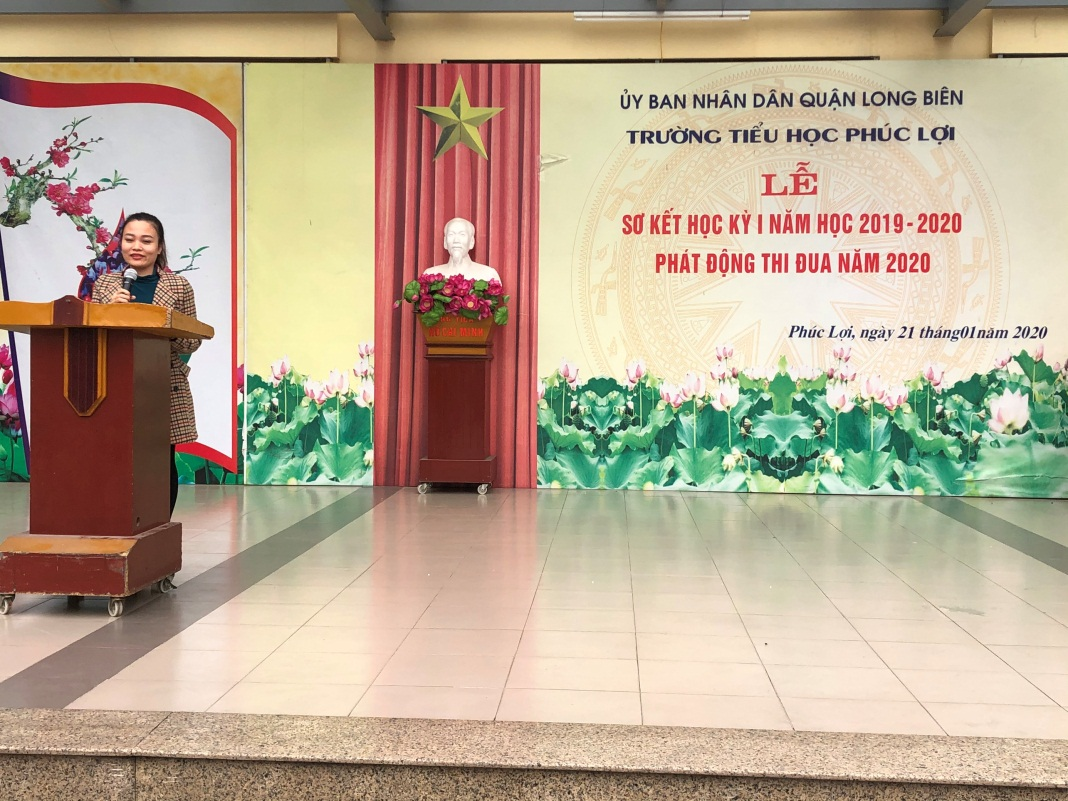 ỦY BAN NHÂN DÂN QUẬN LONG BIÊN
TRƯỜNG TIỂU HỌC PHÚC LỢI
LỄ
SƠ KẾT HỌC KỲ I NĂM HỌC 2019-2020
PHÁT ĐỘNG THI ĐUA NĂM 2020
Phúc Lợi, ngày 21 tháng01năm 2020